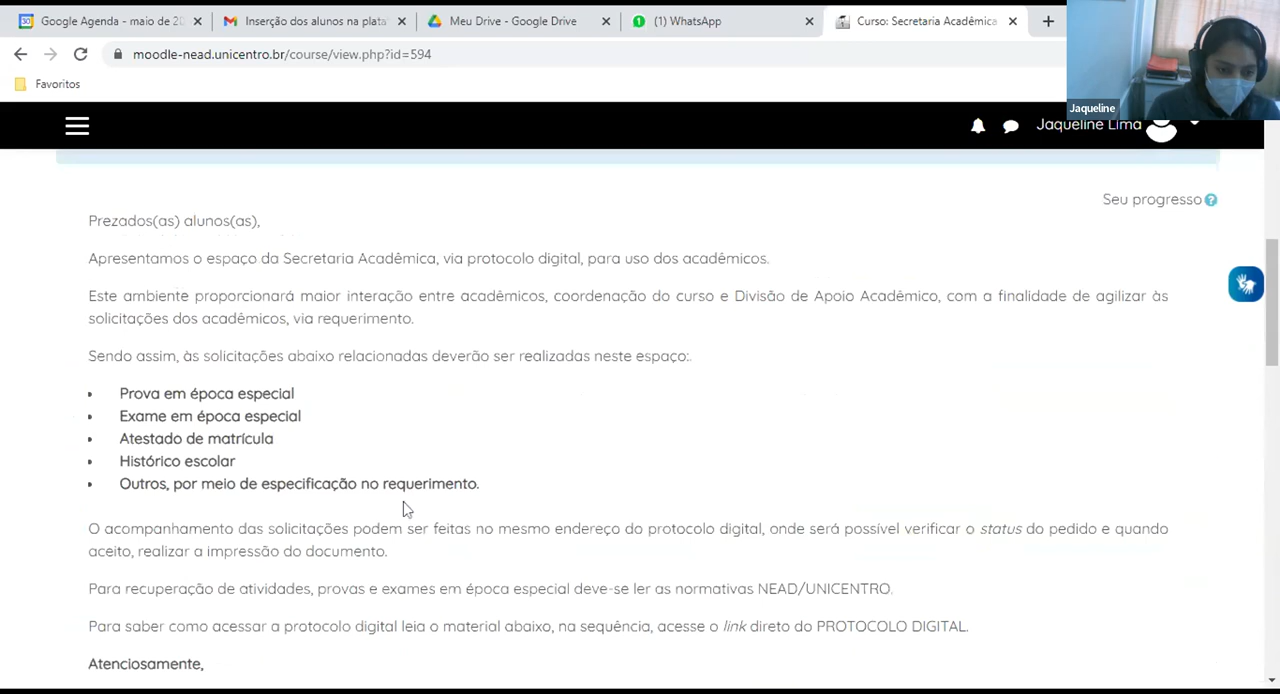 Google Agenda - maio de 20
Inserção dos alunos na plata
Meu Drive - Google Drive
(1) WhatsApp
Curso: Secretaria Acadêmica
moodle-nead.unicentro.br/course/view.php?id=594
Favoritos
Jaqueline
Jaqueline Lima
Seu progresso
Prezados(as) alunos(as),
Apresentamos o espaço da Secretaria Acadêmica, via protocolo digital, para uso dos acadêmicos.
Este ambiente proporcionará maior interação entre acadêmicos, coordenação do curso e Divisão de Apoio Acadêmico, com a finalidade de agilizar às
solicitações dos acadêmicos, via requerimento.
Sendo assim, às solicitações abaixo relacionadas deverão ser realizadas neste espaço:
• Prova em época especial
• Exame em época especial
• Atestado de matrícula
• Histórico escolar
• Outros, por meio de especificação no requerimento.
O acompanhamento das solicitações podem ser feitas no mesmo endereço do protocolo digital, onde será possível verificar o status do pedido e quando
aceito, realizar a impressão do documento.
Para recuperação de atividades, provas e exames em época especial deve-se ler as normativas NEAD/UNICENTRO.
Para saber como acessar a protocolo digital leia o material abaixo, na sequência, acesse o link direto do PROTOCOLO DIGITAL.
Atenciosamente,